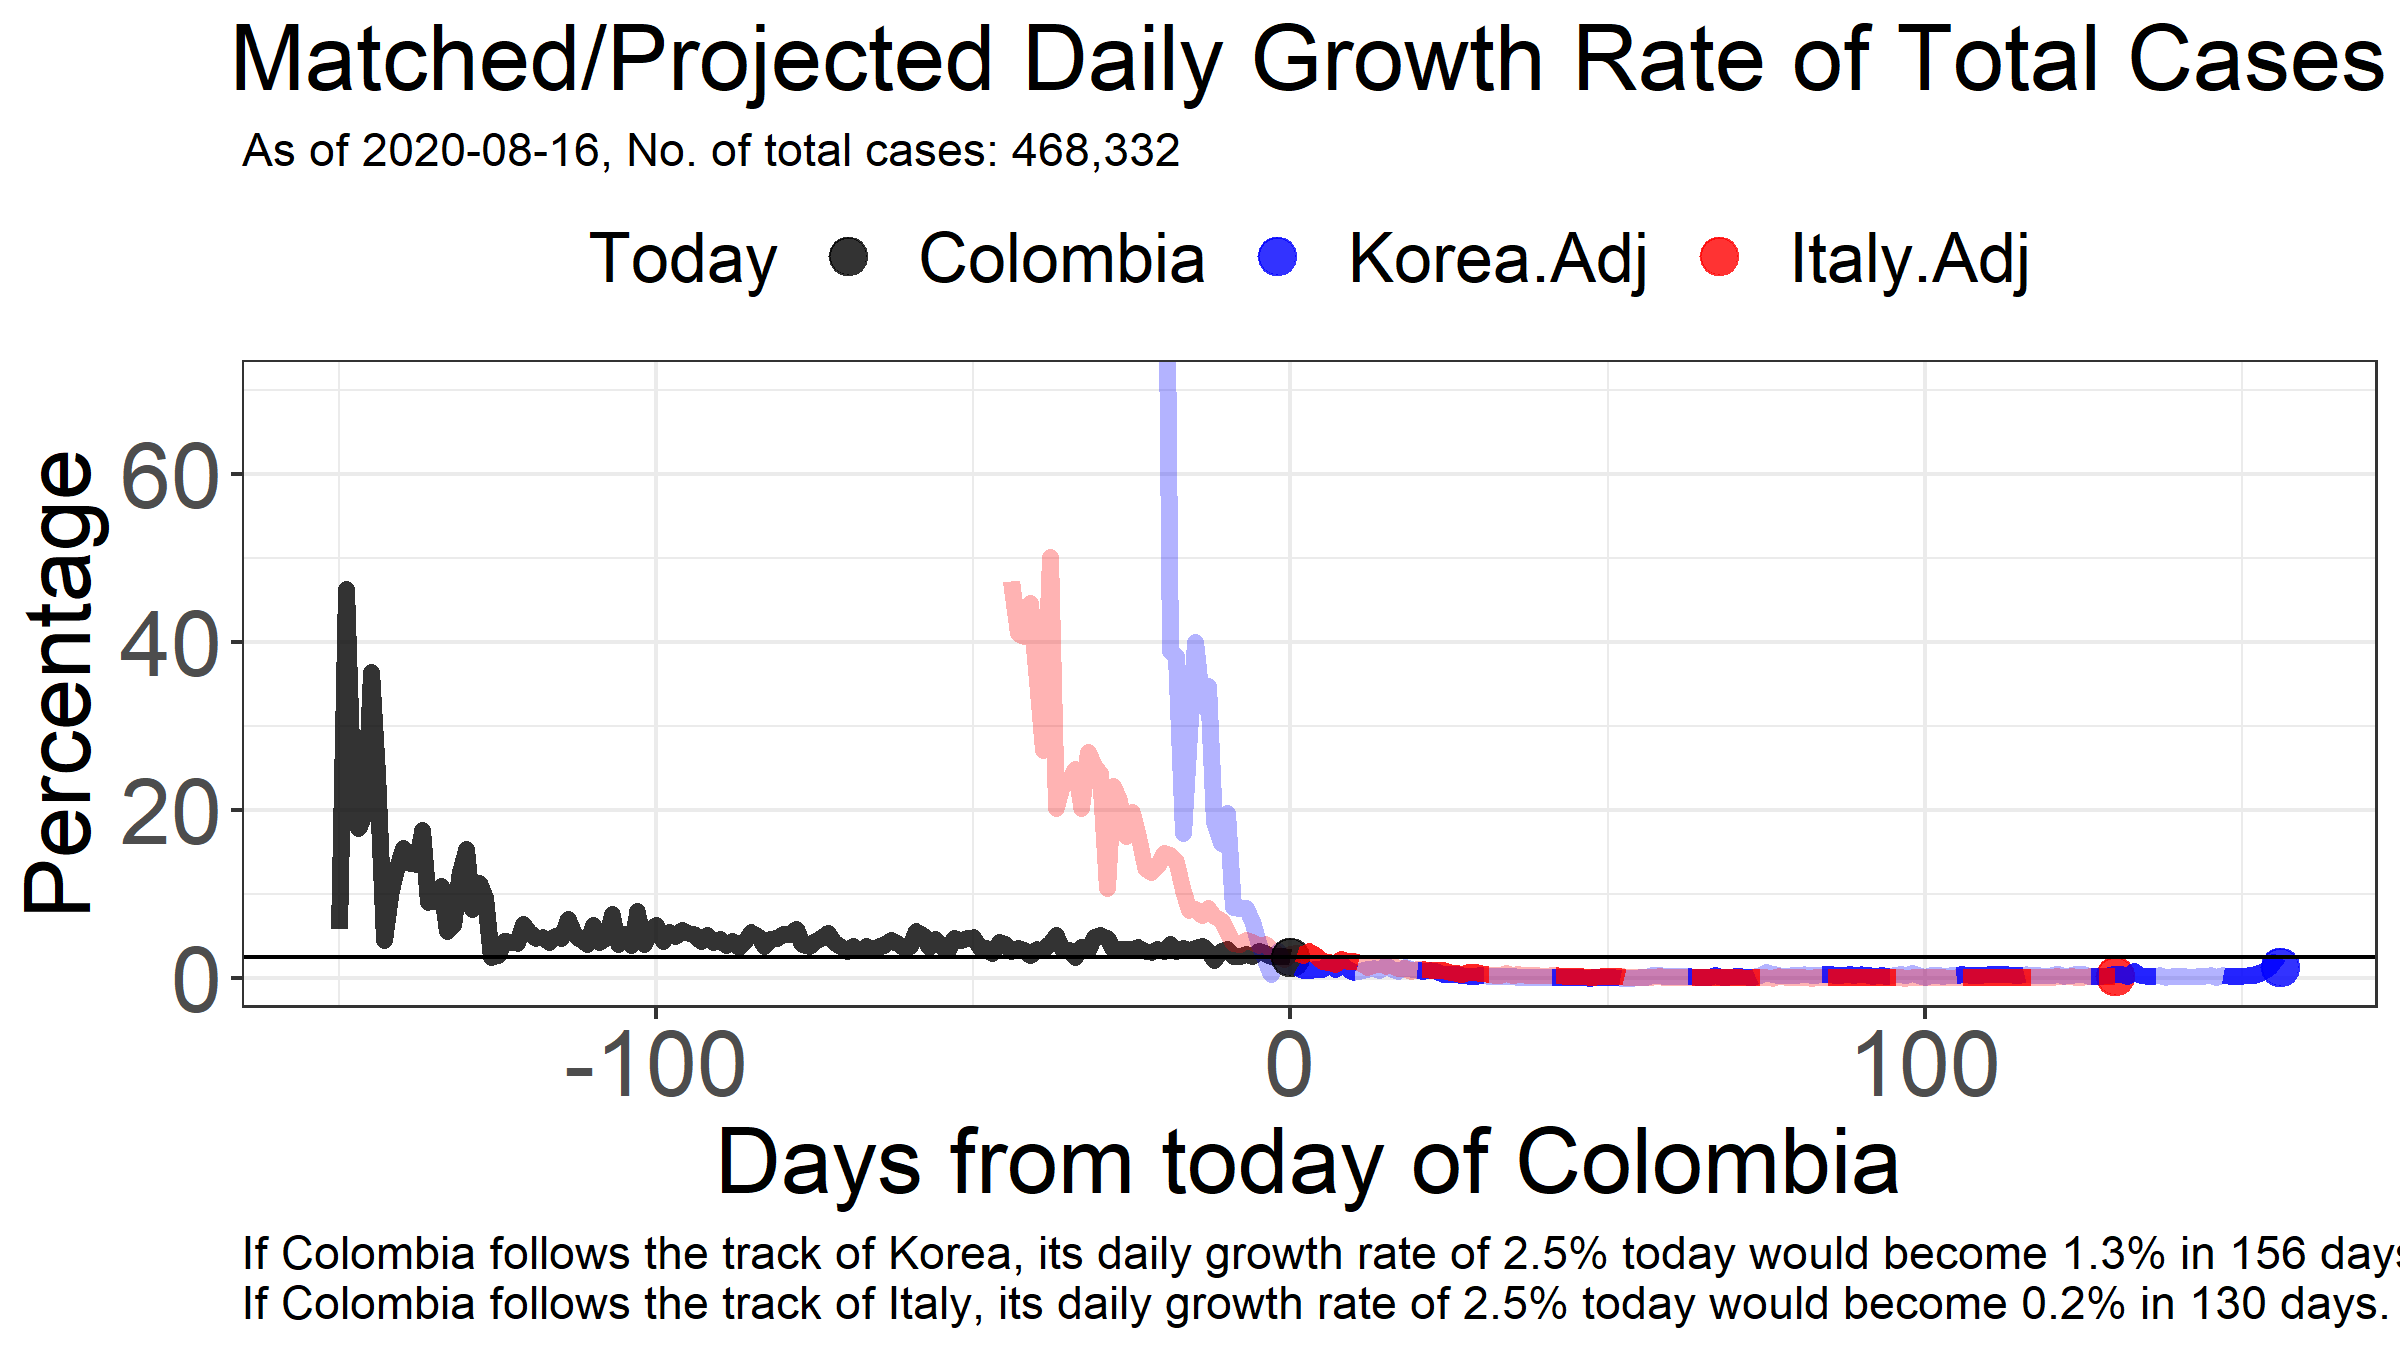 Matched/Projected Daily Growth Rate of Total Cases
As of 2020-08-16, No. of total cases: 468,332
Today Colombia Korea.Adj Italy.Adj
Percentage
60
40
20
0
-100 0 100
Days from today of Colombia
If Colombia follows the track of Korea, its daily growth rate of 2.5% today would become 1.3% in 156 days
If Colombia follows the track of Italy, its daily growth rate of 2.5% today would become 0.2% in 130 days.